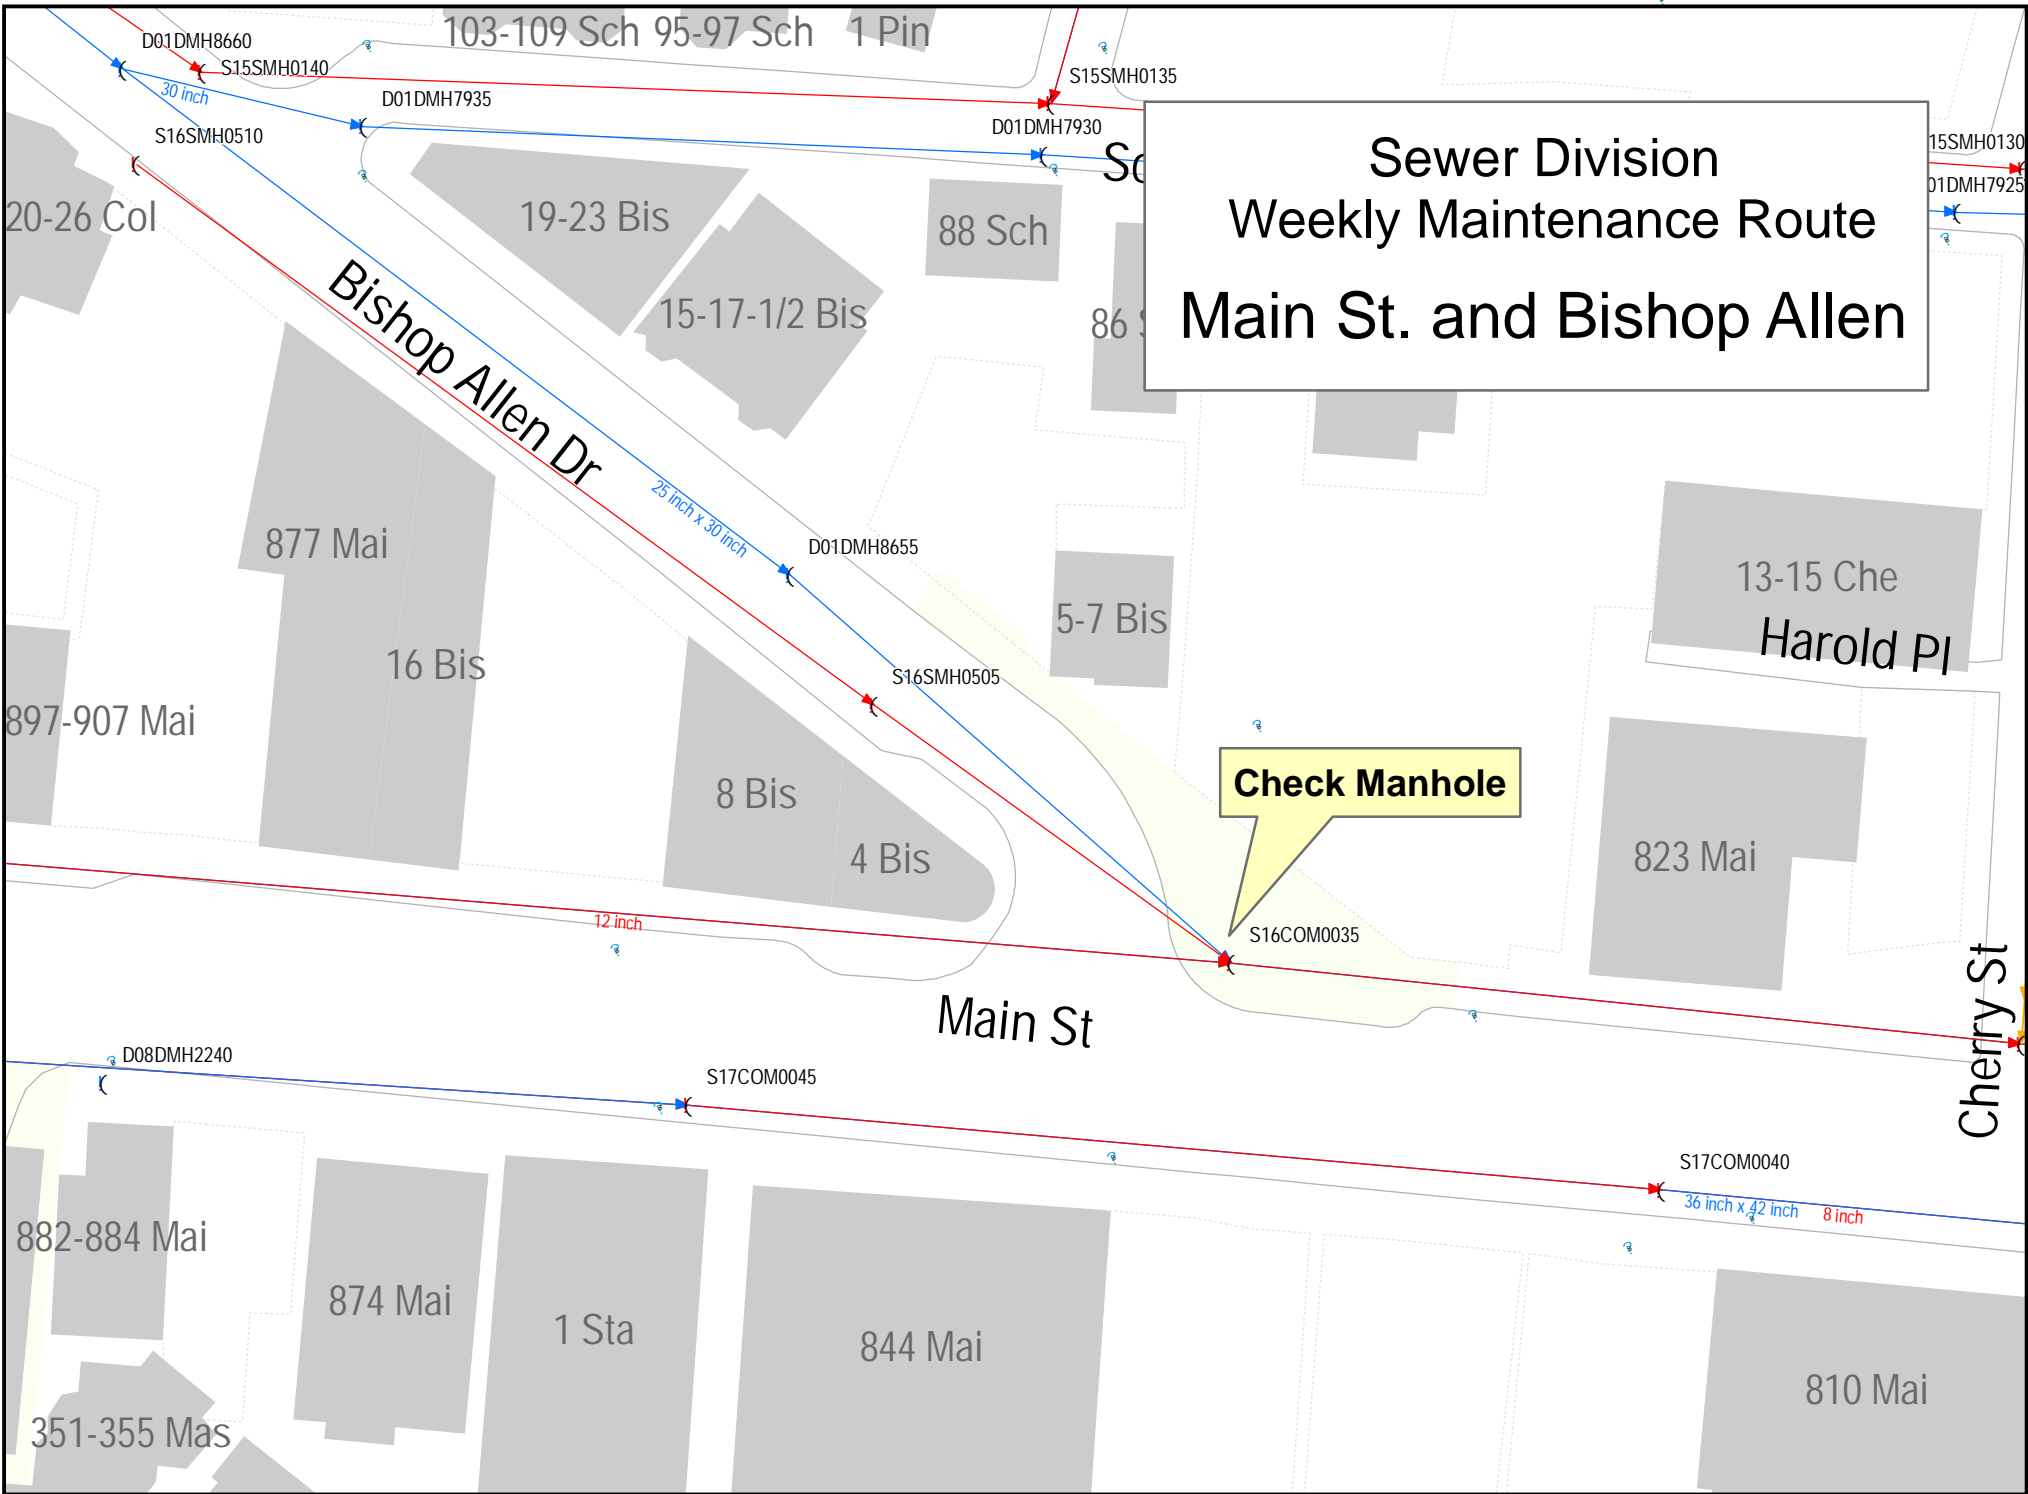 103-109 Sch
95-97 Sch
1 Pin
D01DMH8660
S15SMH0140
S15SMH0135
30 inch
D01DMH7935
S16SMH0510
D01DMH7930
Sewer Division
Weekly Maintenance Route
Main St. and Bishop Allen
15SMH0130
01DMH7925
Sc
20-26 Col
19-23 Bis
88 Sch
15-17-1/2 Bis
86 S
Bishop Allen Dr
25 inch x 30 inch
877 Mai
D01DMH8655
13-15 Che
5-7 Bis
Harold Pl
16 Bis
S16SMH0505
897-907 Mai
8 Bis
Check Manhole
4 Bis
823 Mai
12 inch
S16COM0035
Main St
Cherry St
D08DMH2240
S17COM0045
S17COM0040
36 inch x 42 inch
8 inch
882-884 Mai
874 Mai
1 Sta
844 Mai
810 Mai
351-355 Mas